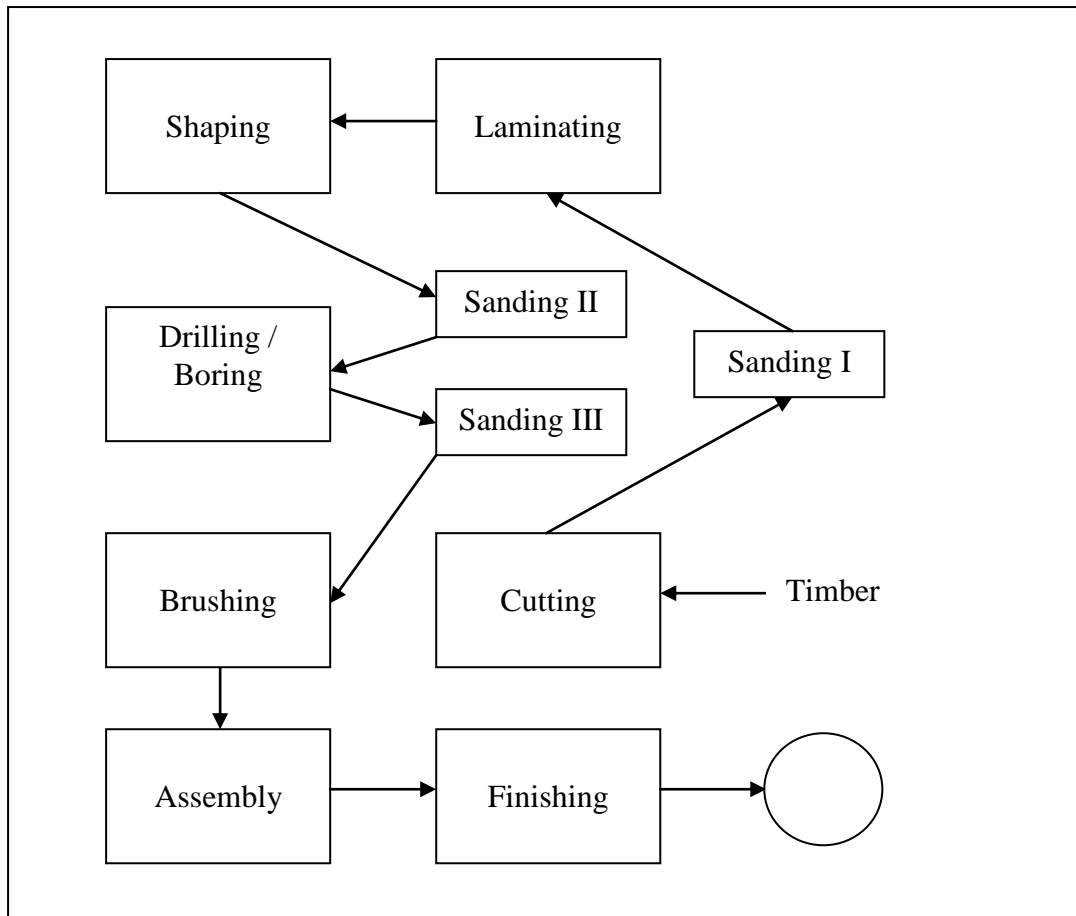 Shaping
Laminating
Sanding II
Drilling /
Boring
Sanding I
Sanding III
Brushing
Cutting
Timber
Assembly
Finishing